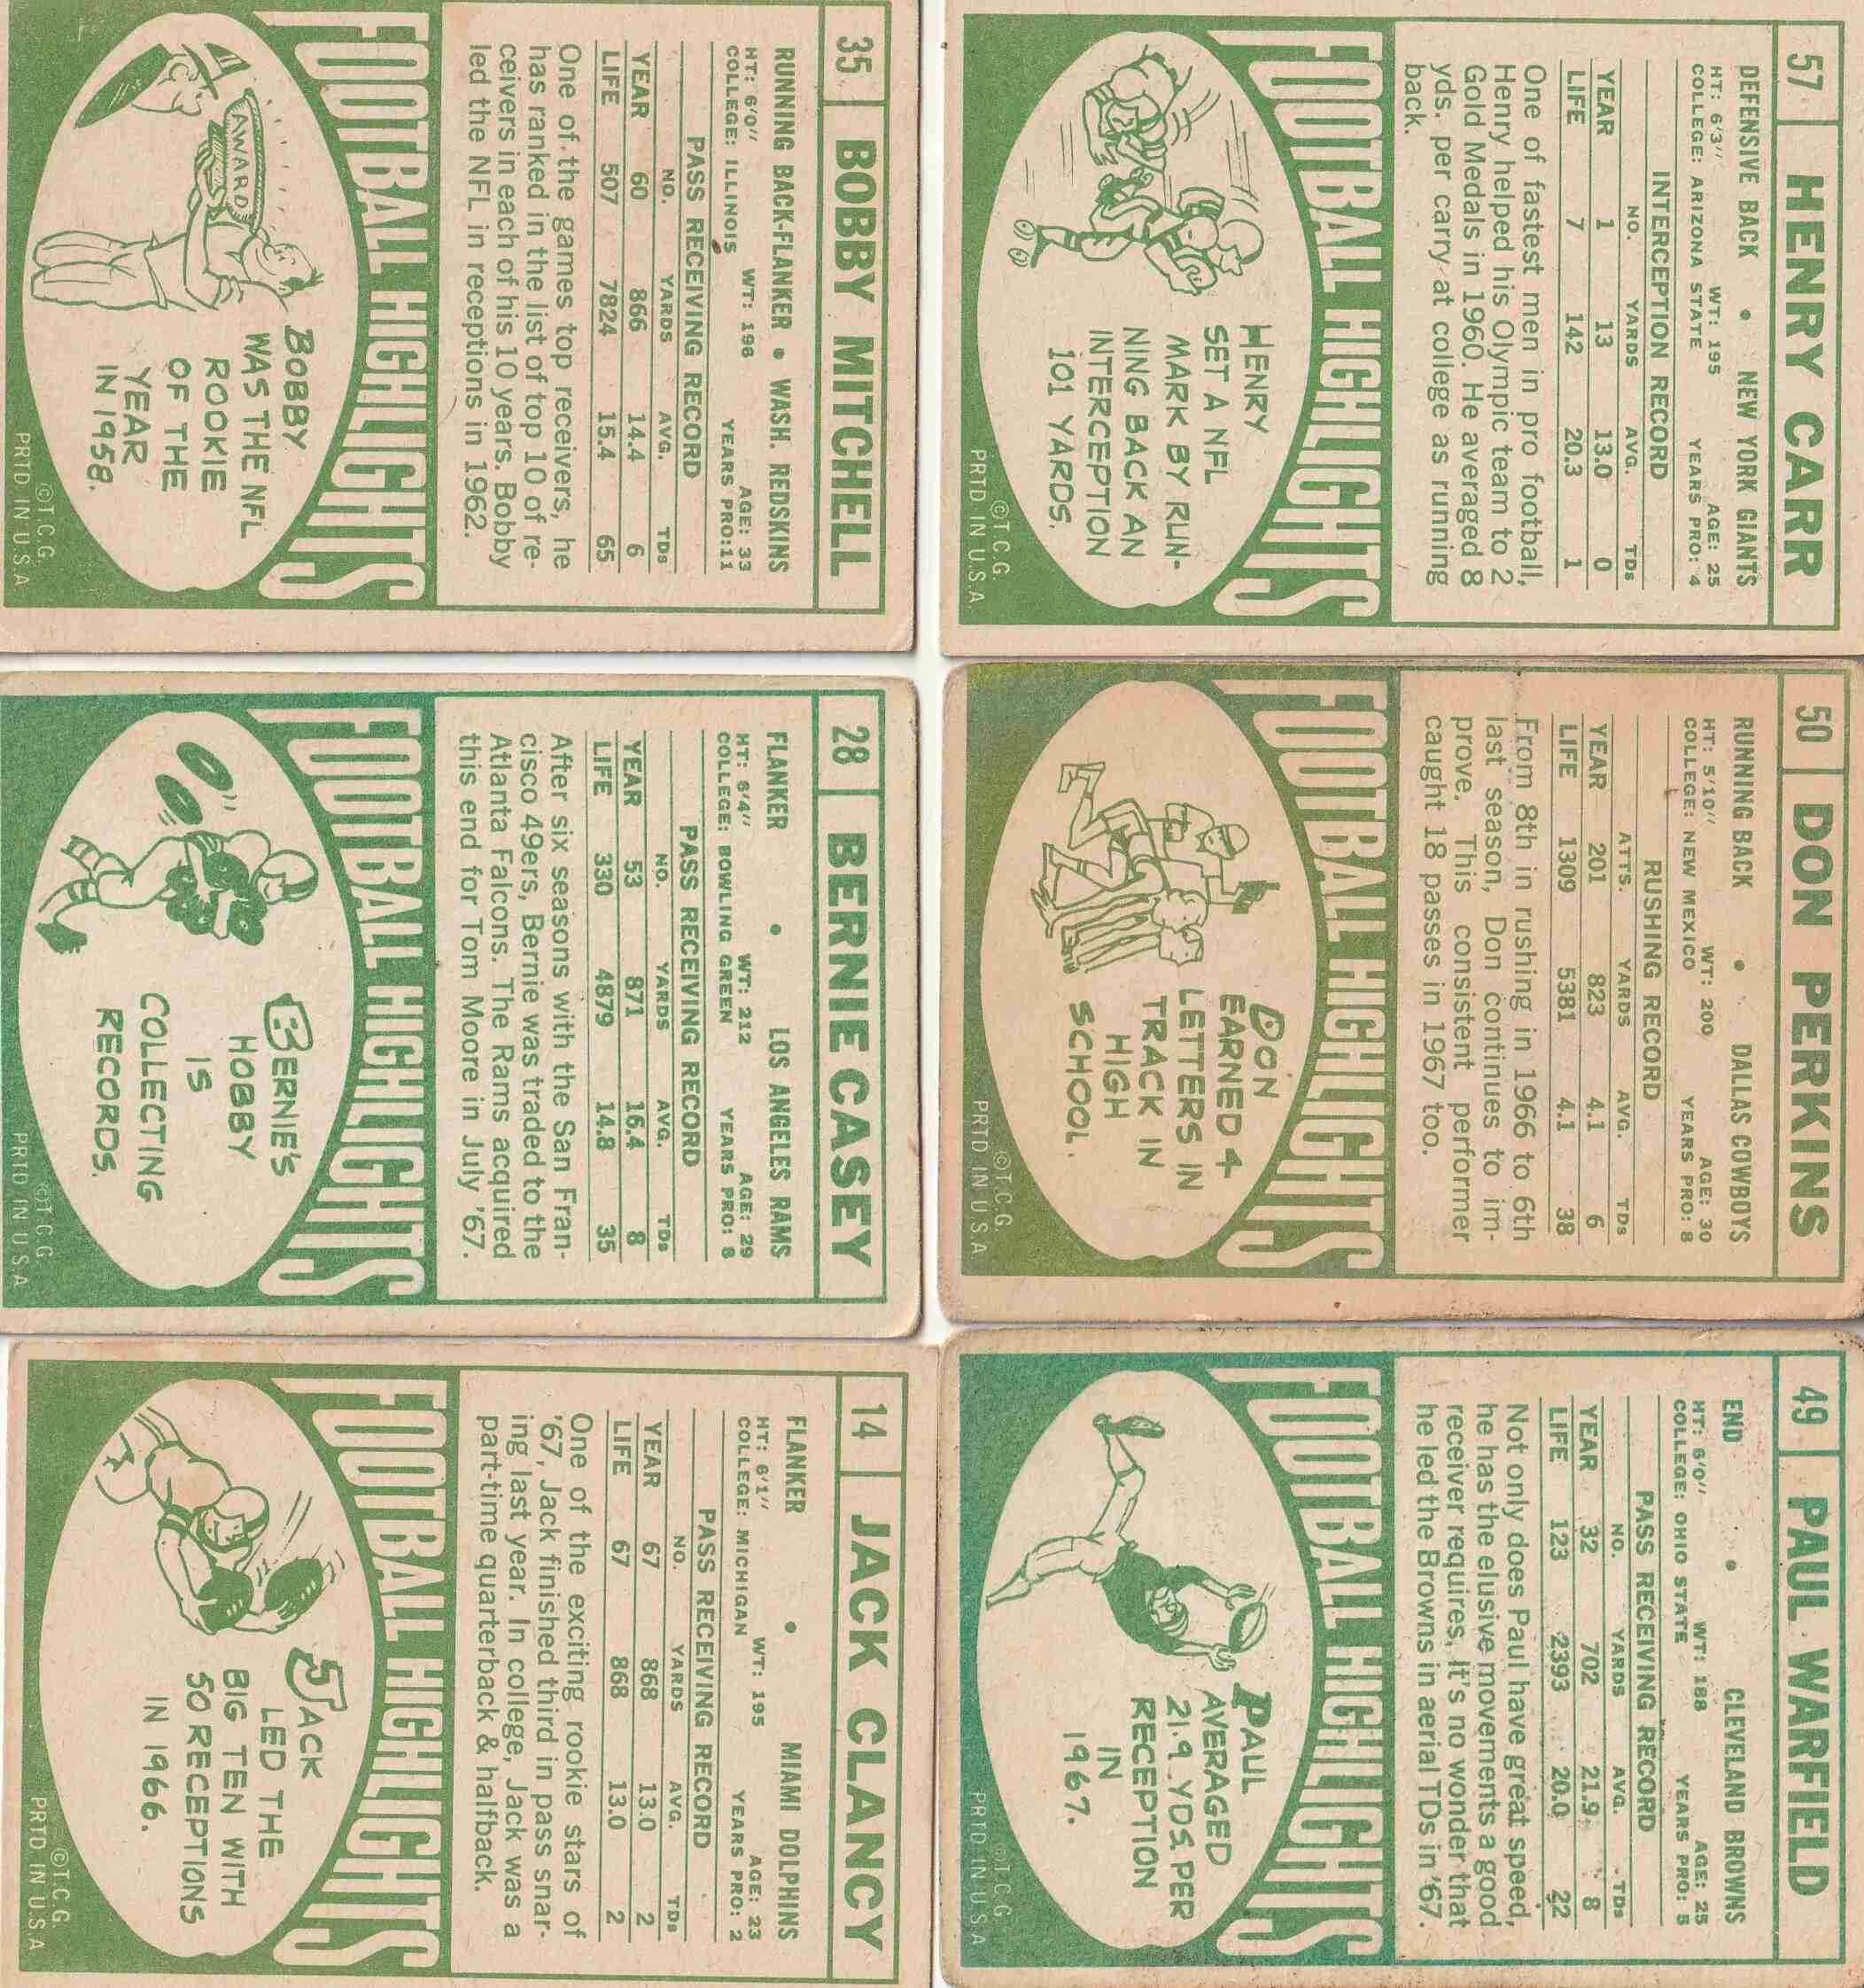 57 HENRY CARR
DEFENSIVE BACK • NEW YORK GIANTS
HT: 6'3" WT: 195 AGE: 25
COLLEGE: ARIZONA STATE YEARS PRO: 4
INTERCEPTION RECORD
NO. YARDS AVG. TDs
YEAR 1 13 13.0 0
LIFE 7 142 20.3 1
One of fastest men in pro football,
Henry helped his Olympic team to 2
Gold Medals in 1960. He averaged 8
yds. per carry at college as running
back.
FOOTBALL HIGHLIGHTS
HENRY
SET A NFL
MARK BY RUN-
NING BACK AN
INTERCEPTION
101 YARDS.
©T.C.G.
PRTD. IN U.S.A
50 DON PERKINS
RUNNING BACK • DALLAS COWBOYS
HT: 5'10" WT: 200 AGE: 30
COLLEGE: NEW MEXICO YEARS PRO: 8
RUSHING RECORD
ATTS. YARDS AVG. TDs
YEAR 201 823 4.1 6
LIFE 1309 5381 4.1 38
From 8th in rushing in 1966 to 6th
last season, Don continues to im-
prove. This consistent performer
caught 18 passes in 1967 too.
FOOTBALL HIGHLIGHTS
DON
EARNED 4
LETTERS IN
TRACK IN
HIGH
SCHOOL.
©T.C.G.
PRTD IN U.S.A
49 PAUL WARFIELD
END • CLEVELAND BROWNS
HT: 6'0" WT: 188 AGE: 25
COLLEGE: OHIO STATE YEARS PRO: 5
PASS RECEIVING RECORD
NO. YARDS AVG. TDs
YEAR 32 702 21.9 8
LIFE 123 2393 20.0 22
Not only does Paul have great speed,
he has the elusive movements a good
receiver requires. It's no wonder that
he led the Browns in aerial TDs in '67.
FOOTBALL HIGHLIGHTS
PAUL
AVERAGED
21.9 YDS. PER
RECEPTION
IN
1967.
©T.C.G.
PRTD. IN U.S.A
35 BOBBY MITCHELL
RUNNING BACK-FLANKER • WASH. REDSKINS
HT: 6'0" WT: 196 AGE: 33
COLLEGE: ILLINOIS YEARS PRO: 11
PASS RECEIVING RECORD
NO. YARDS AVG. TDs
YEAR 60 866 14.4 6
LIFE 507 7824 15.4 65
One of the games top receivers, he
has ranked in the list of top 10 of re-
ceivers in each of his 10 years. Bobby
led the NFL in receptions in 1962.
FOOTBALL HIGHLIGHTS
AWARD
BOBBY
WAS THE NFL
ROOKIE
OF THE
YEAR
IN 1958.
©T.C.G.
PRTD. IN U.S.A
28 BERNIE CASEY
FLANKER • LOS ANGELES RAMS
HT: 6'4" WT: 212 AGE: 29
COLLEGE: BOWLING GREEN YEARS PRO: 8
PASS RECEIVING RECORD
NO. YARDS AVG. TDs
YEAR 53 871 16.4 8
LIFE 330 4879 14.8 35
After six seasons with the San Fran-
cisco 49ers, Bernie was traded to the
Atlanta Falcons. The Rams acquired
this end for Tom Moore in July '67.
FOOTBALL HIGHLIGHTS
BERNIE'S
HOBBY
IS
COLLECTING
RECORDS.
©T.C.G.
PRTD. IN U.S.A
14 JACK CLANCY
FLANKER • MIAMI DOLPHINS
HT: 6'1" WT: 195 AGE: 23
COLLEGE: MICHIGAN YEARS PRO: 2
PASS RECEIVING RECORD
NO. YARDS AVG. TDs
YEAR 67 868 13.0 2
LIFE 67 868 13.0 2
One of the exciting rookie stars of
'67, Jack finished third in pass snar-
ing last year. In college, Jack was a
part-time quarterback & halfback.
FOOTBALL HIGHLIGHTS
JACK
LED THE
BIG TEN WITH
50 RECEPTIONS
IN 1966.
©T.C.G.
PRTD. IN U.S.A